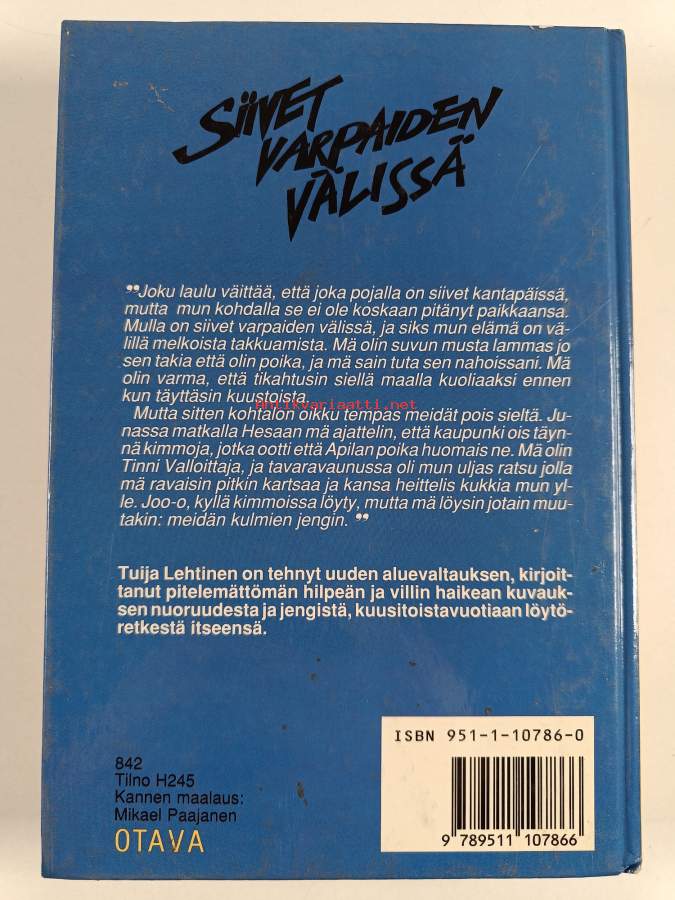 SIIVET
VARPAIDEN
VÄLISSÄ
”Joku laulu väittää, että joka pojalla on siivet kantapäissä,
mutta mun kohdalla se ei ole koskaan pitänyt paikkaansa.
Mulla on siivet varpaiden välissä, ja siks mun elämä on vä-
lillä melkoista takkuamista. Mä olin suvun musta lammas jo
sen takia että olin poika, ja mä sain tuta sen nahoissani. Mä
olin varma, että tikahtusin siellä maalla kuoliaaksi ennen
kun täyttäsin kuustoista.
Antikvariaatti.net
Mutta sitten kohtalon oikku tempas meidät pois sieltä. Ju-
nassa matkalla Hesaan mä ajattelin, että kaupunki ois täyn-
nä kimmoja, jotka ootti että Apilan poika huomais ne. Mä olin
Tinni Valloittaja, ja tavaravaunussa oli mun uljas ratsu jolla
mä ravaisin pitkin kartsaa ja kansa heittelis kukkia mun yl-
le. Joo-o, kyllä kimmoissa löyty, mutta mä löysin jotain muu-
takin: meidän kulmien jengin. ”
Tuija Lehtinen on tehnyt uuden aluevaltauksen, kirjoit-
tanut pitelemättömän hilpeän ja villin haikean kuvauk-
sen nuoruudesta ja jengistä, kuusitoistavuotiaan löytö-
retkestä itseensä.
ISBN 951-1-10786-0
842
Tilno H245
Kannen maalaus:
Mikael Paajanen
OTAVA
9 789511 107866